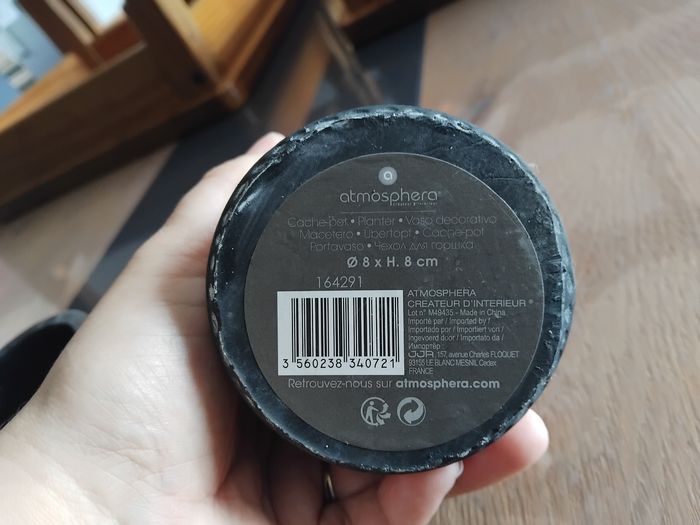 a
atmosphera®
createur d'interieur
Cache-pot • Planter • Vaso decorativo
Macetero • Übertopf • Cache-pot
Portavaso • Чехол для горшка
Ø 8 x H. 8 cm
164291
3 560238 340721
ATMOSPHERA
CREATEUR D'INTERIEUR®
Lot n° M49435 - Made in China
Importé par / Imported by /
Importado por / Importiert von /
Ingevoerd door / Importato da /
Импортер :
JJA, 157, avenue Charles FLOQUET
93155 LE BLANC MESNIL Cedex
FRANCE
Retrouvez-nous sur atmosphera.com